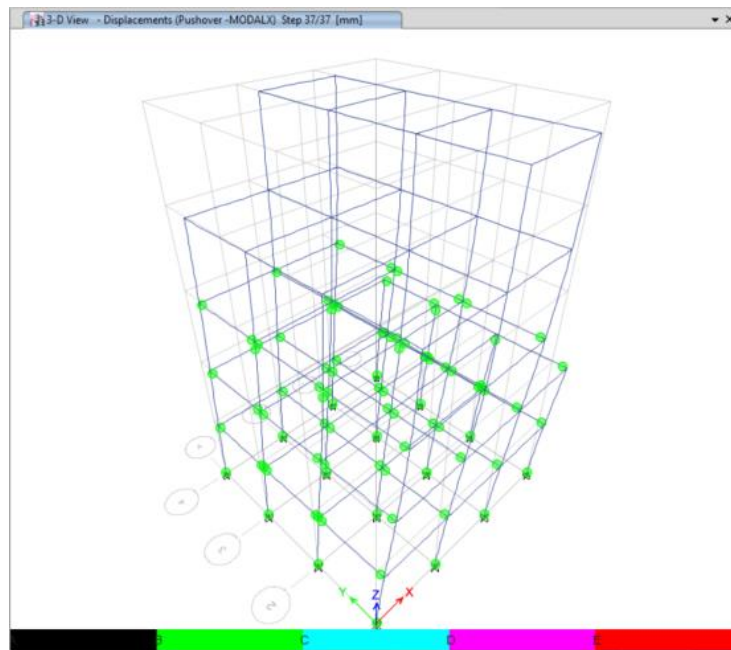 3-D View - Displacements (Pushover -MODALX) Step 37/37 [mm]
Y Z X
B C D E